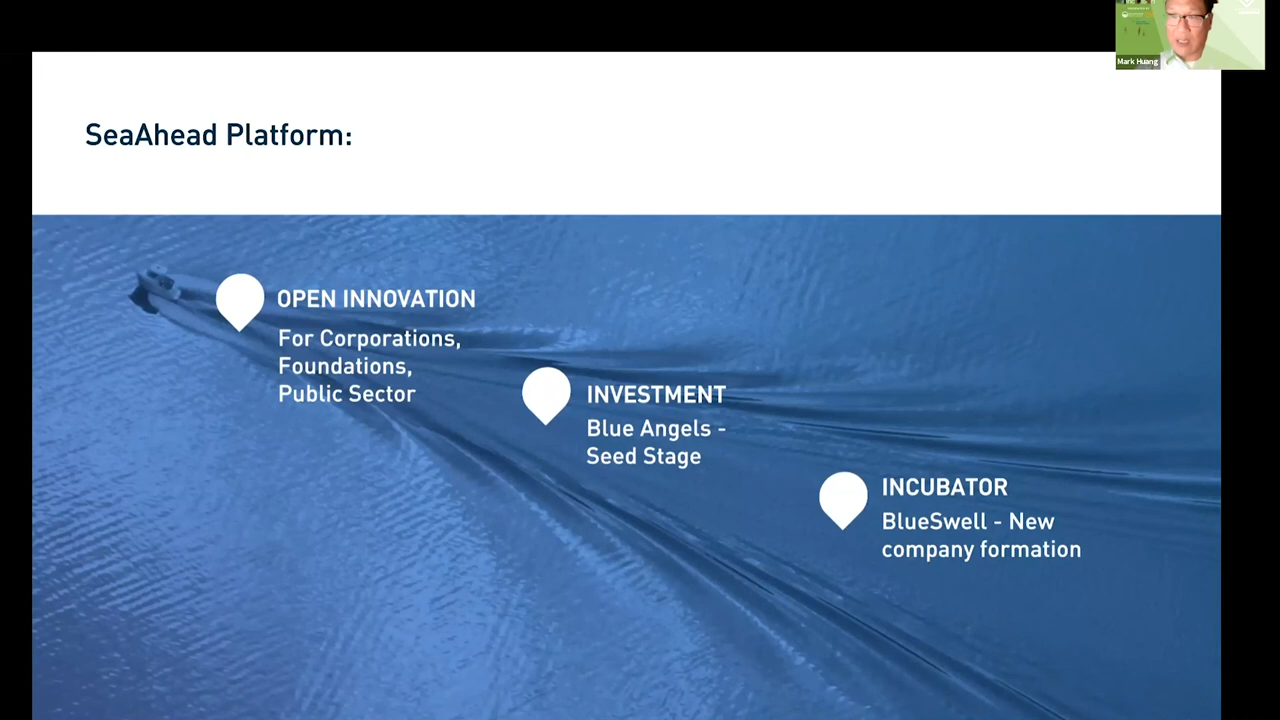 Mark Huang
SeaAhead Platform:
OPEN INNOVATION
For Corporations,
Foundations,
Public Sector
INVESTMENT
Blue Angels -
Seed Stage
INCUBATOR
BlueSwell - New
company formation